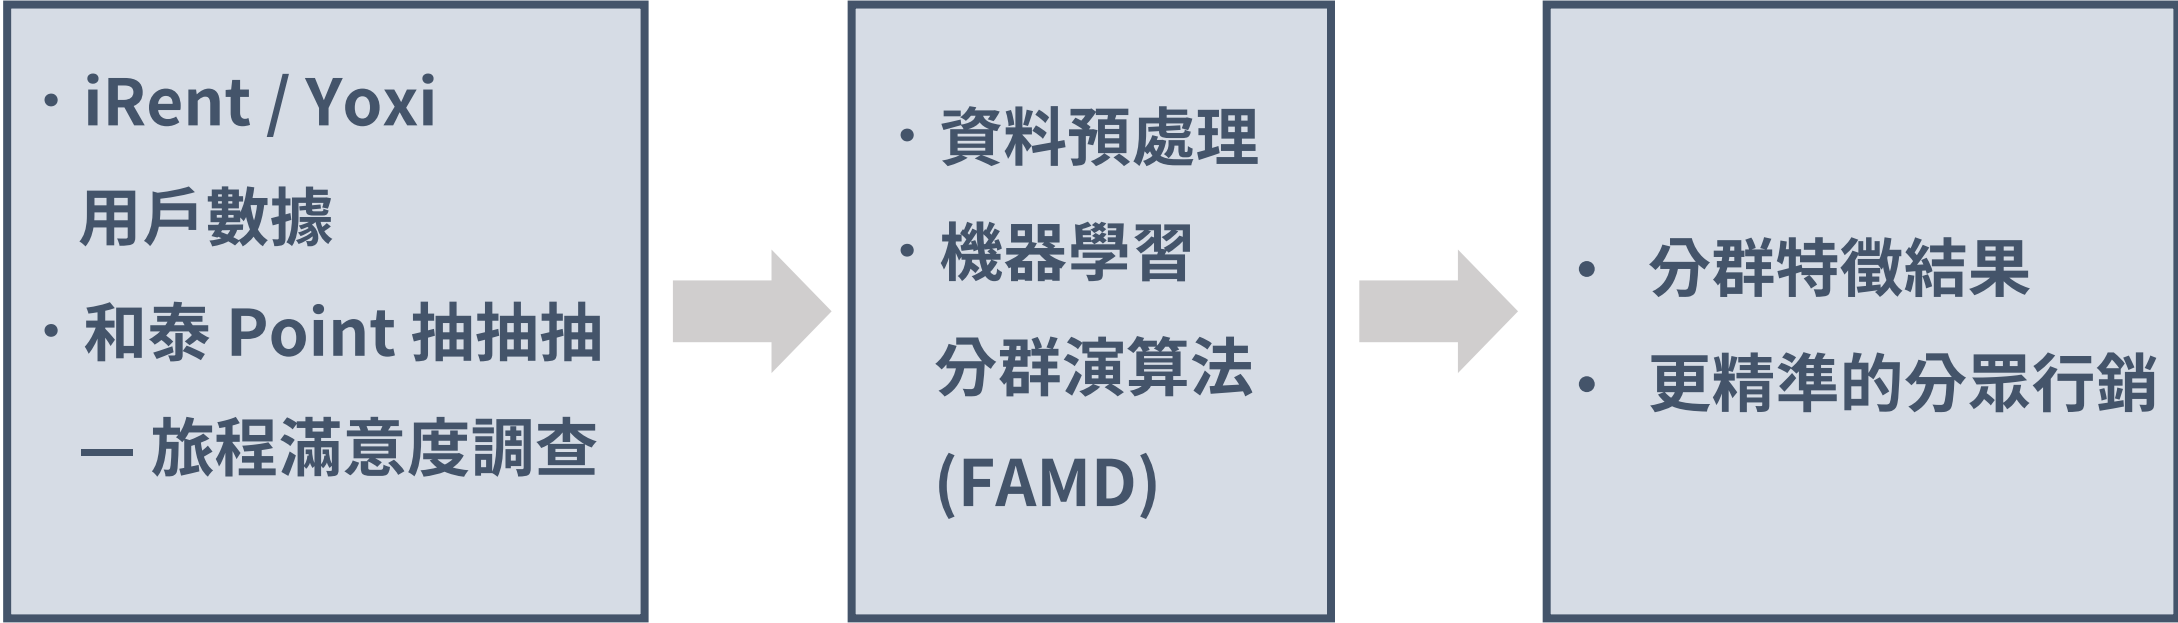 • iRent / Yoxi
用戶數據
• 和泰 Point 抽抽抽
— 旅程滿意度調查
• 資料預處理
• 機器學習
分群演算法
(FAMD)
• 分群特徵結果
• 更精準的分眾行銷